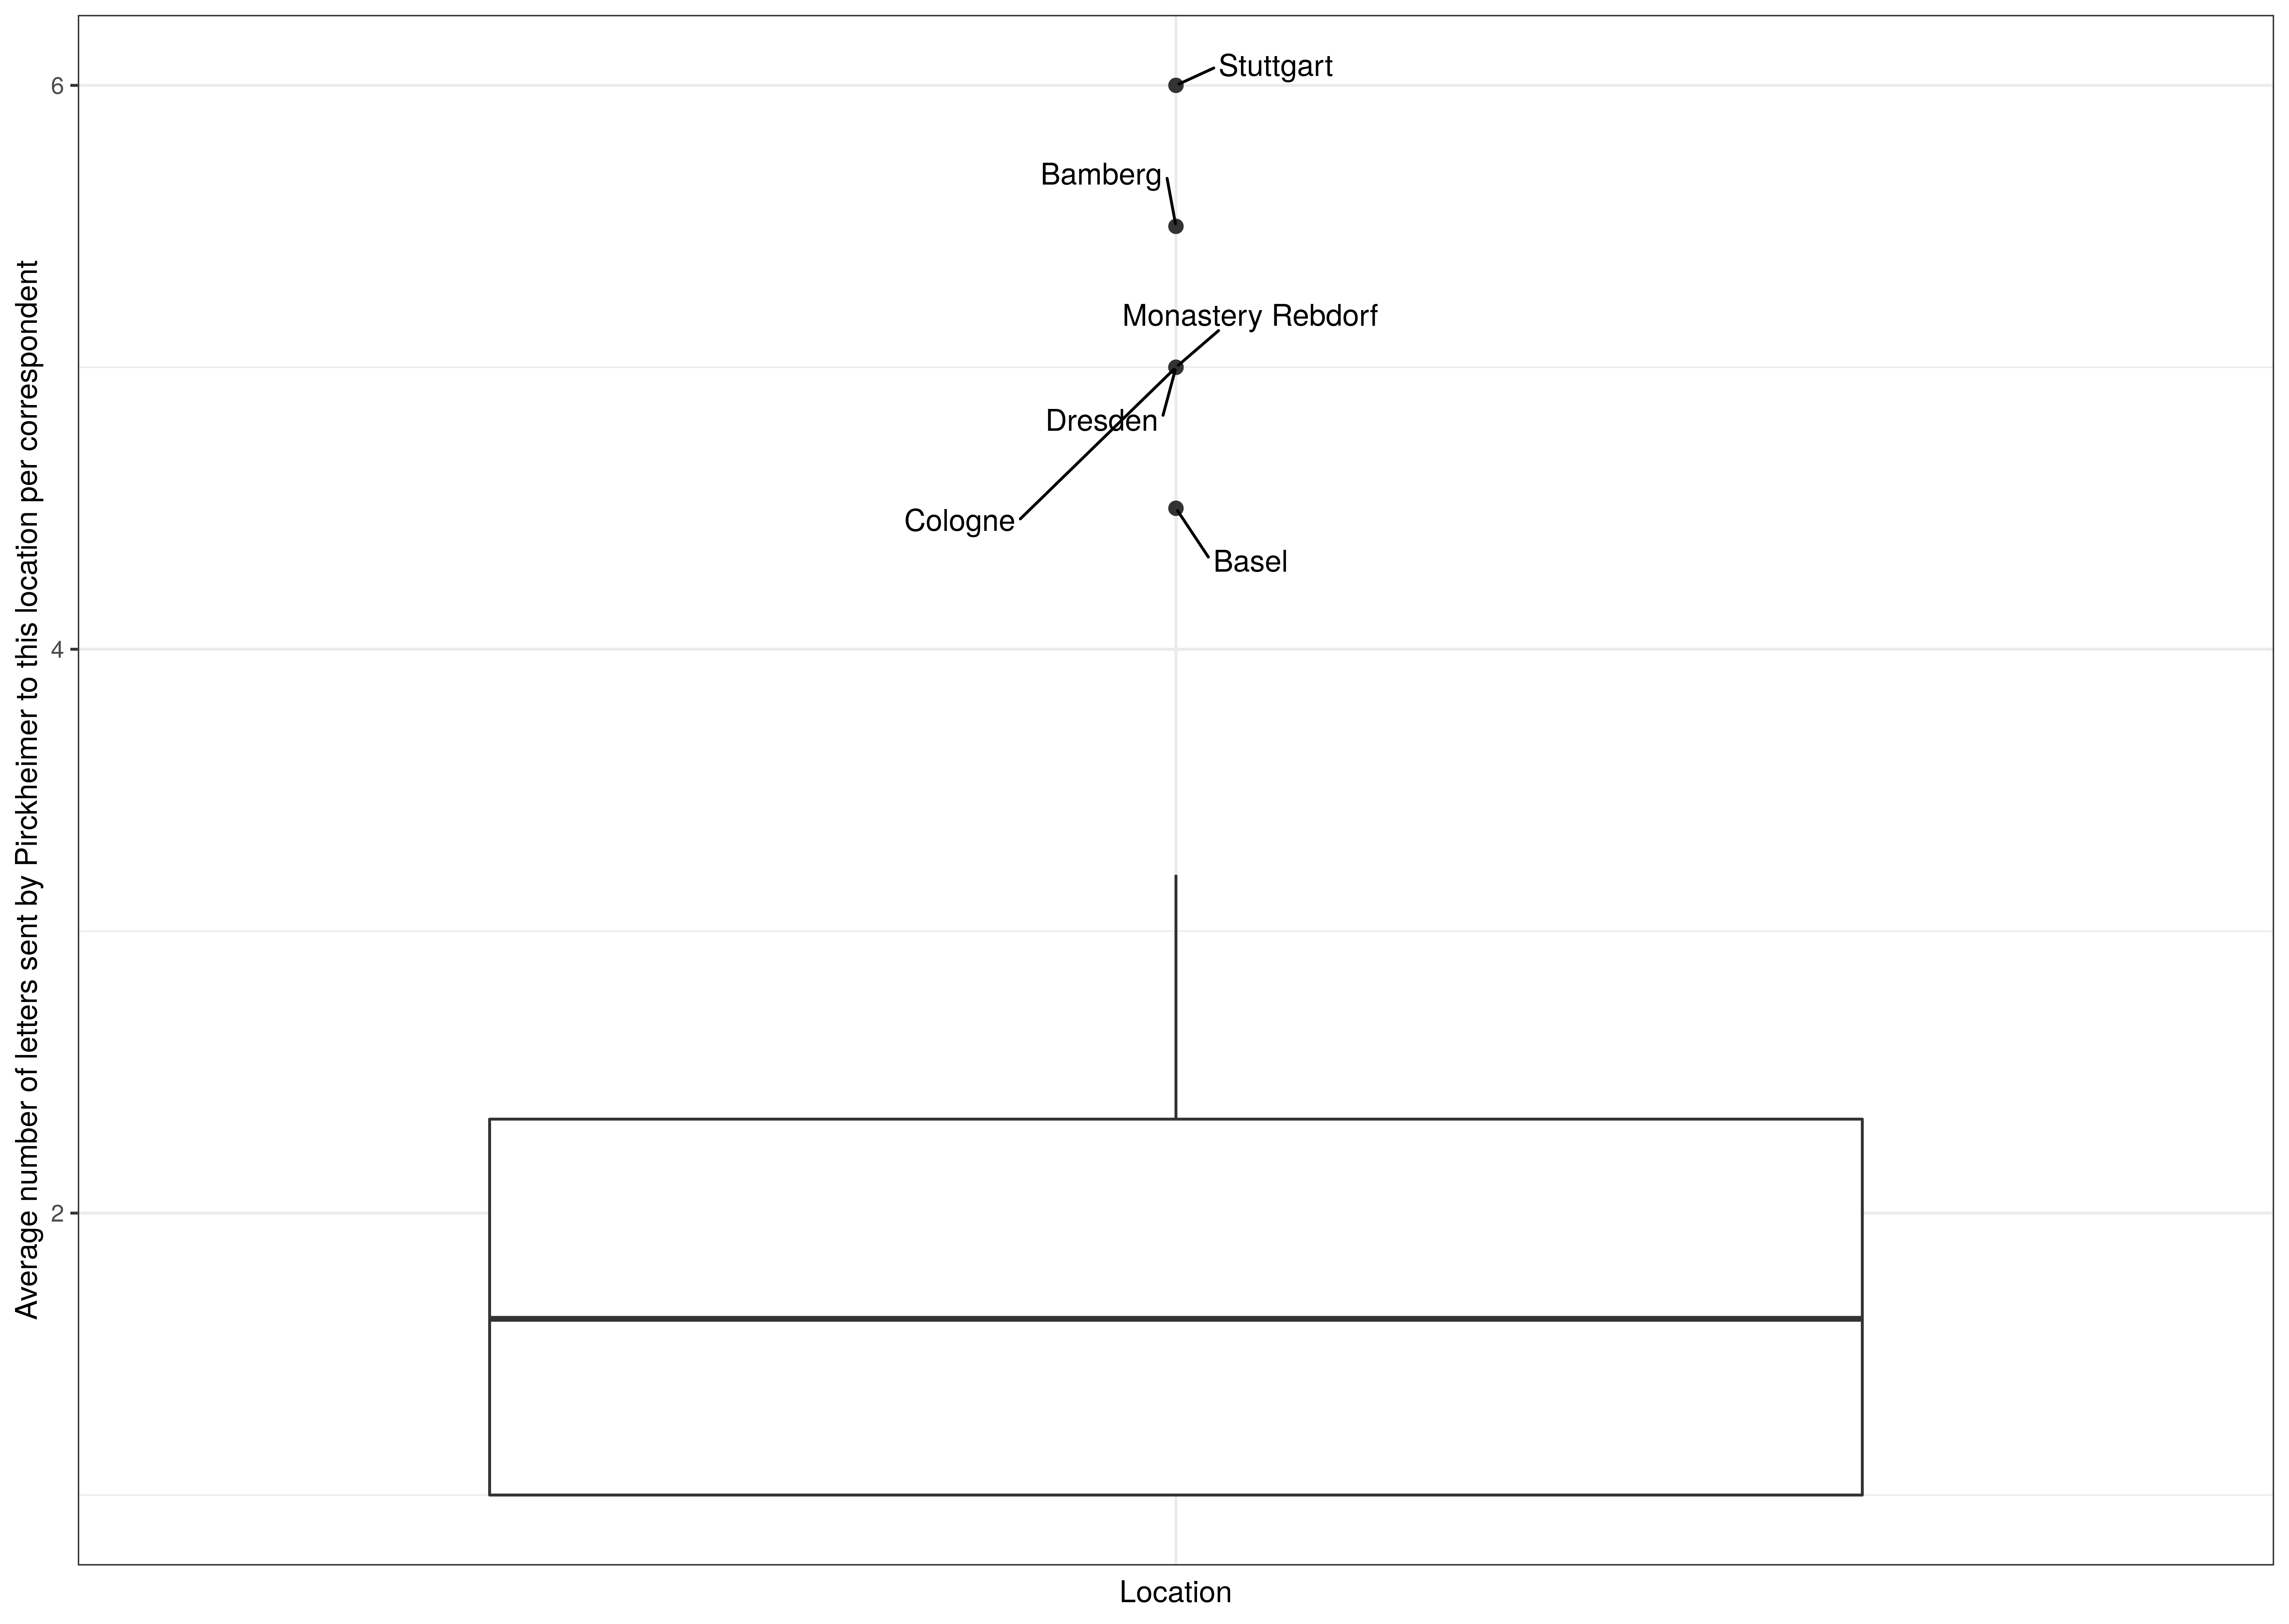 Average number of letters sent by Pirckheimer to this location per correspondent
6
4
2
Stuttgart
Bamberg
Monastery Rebdorf
Dresden
Cologne
Basel
Location